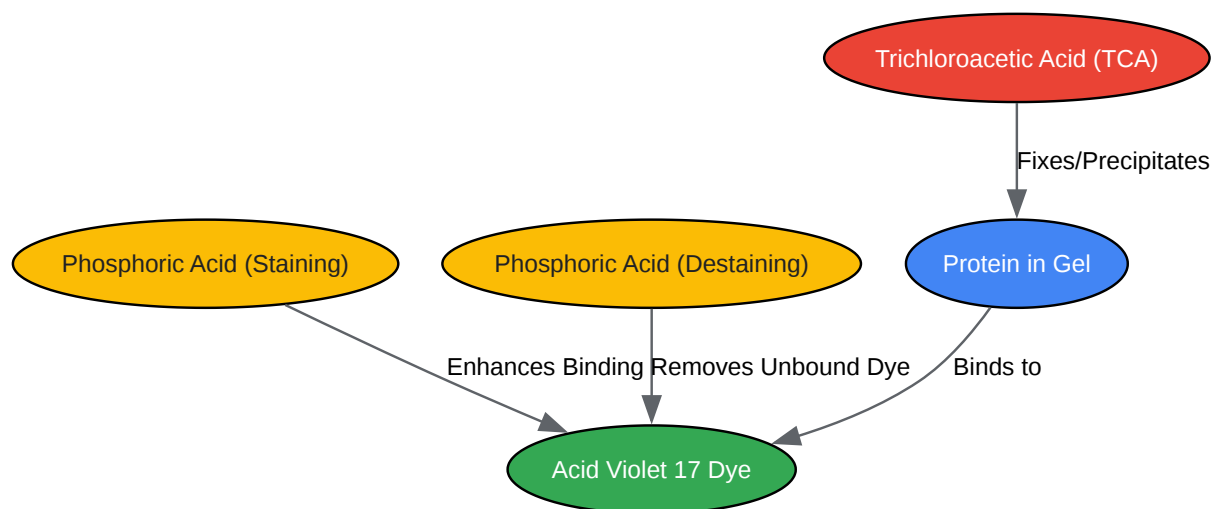 Trichloroacetic Acid (TCA)
Fixes/Precipitates
Phosphoric Acid (Staining)
Phosphoric Acid (Destaining)
Protein in Gel
Enhances Binding
Removes Unbound Dye
Binds to
Acid Violet 17 Dye